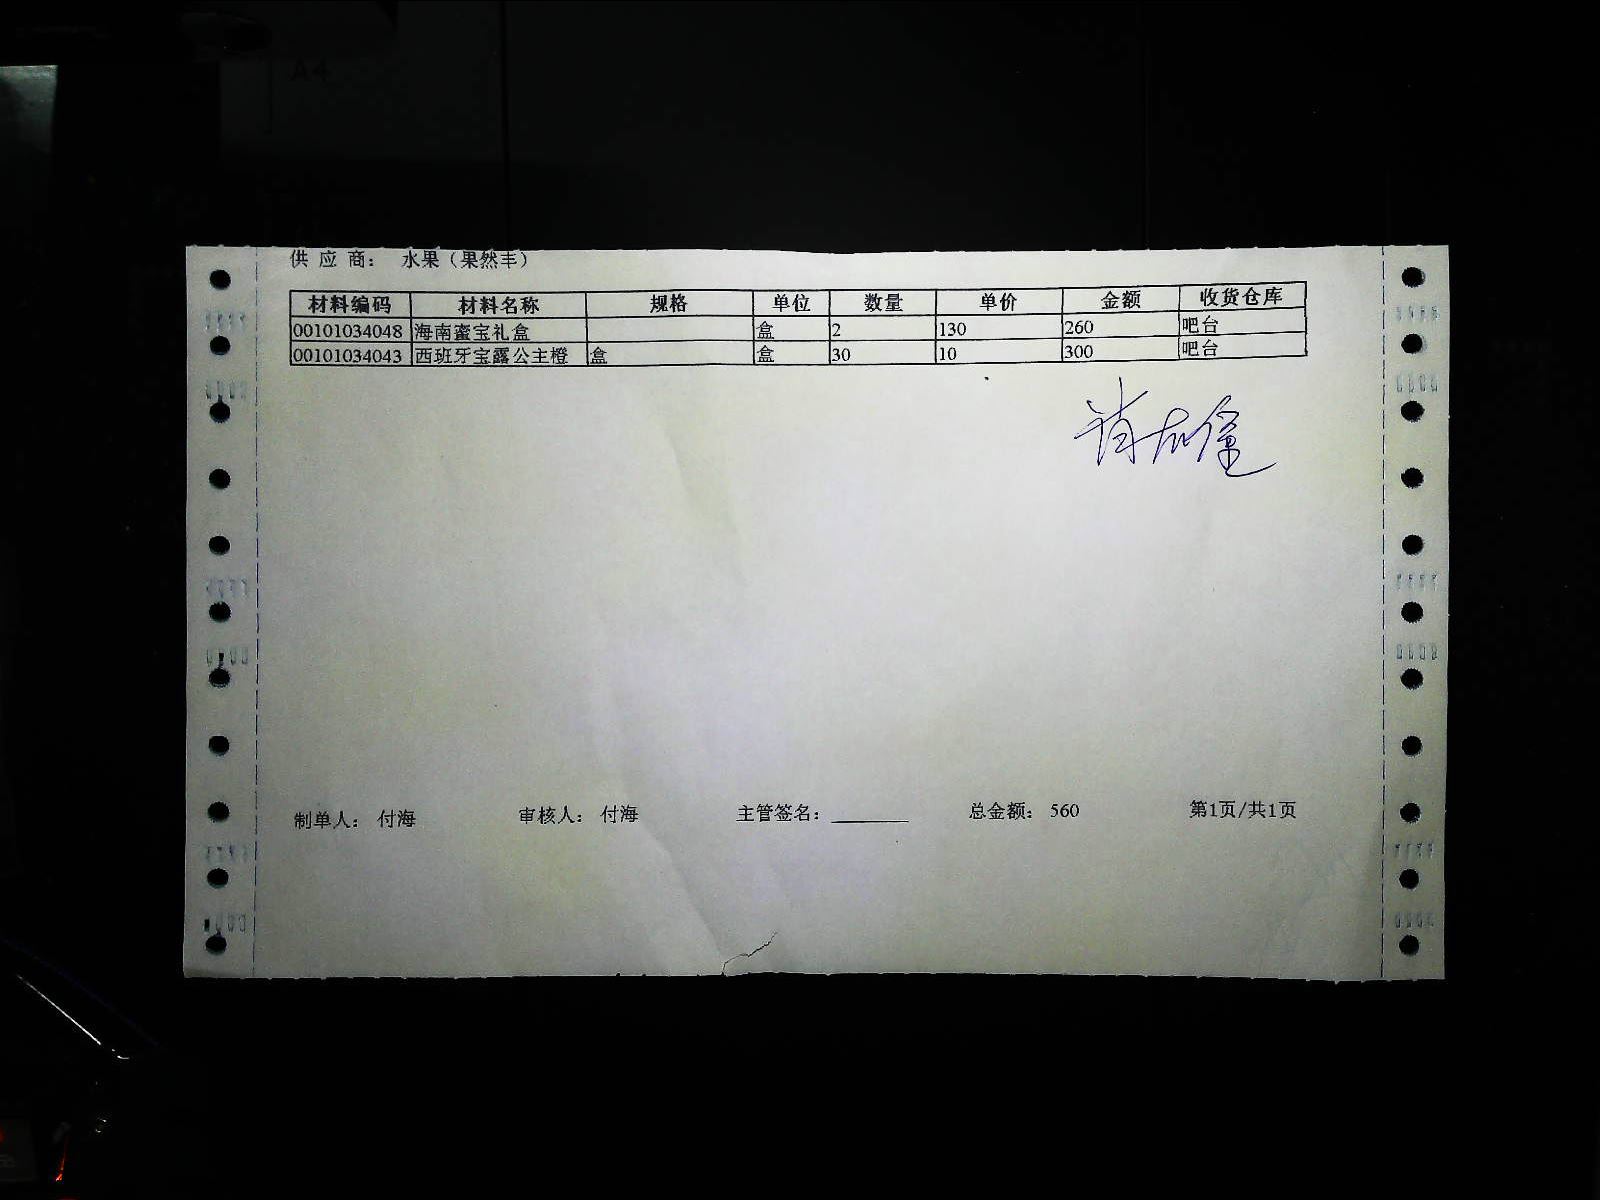 供 应 商： 水果（果然丰）
材料编码 材料名称 规格 单位 数量 单价 金额 收货仓库
00101034048 海南蜜宝礼盒 盒 2 130 260 吧台
00101034043 西班牙宝露公主橙 盒 盒 30 10 300 吧台
制单人： 付海 审核人： 付海 主管签名：________ 总金额： 560 第1页/共1页